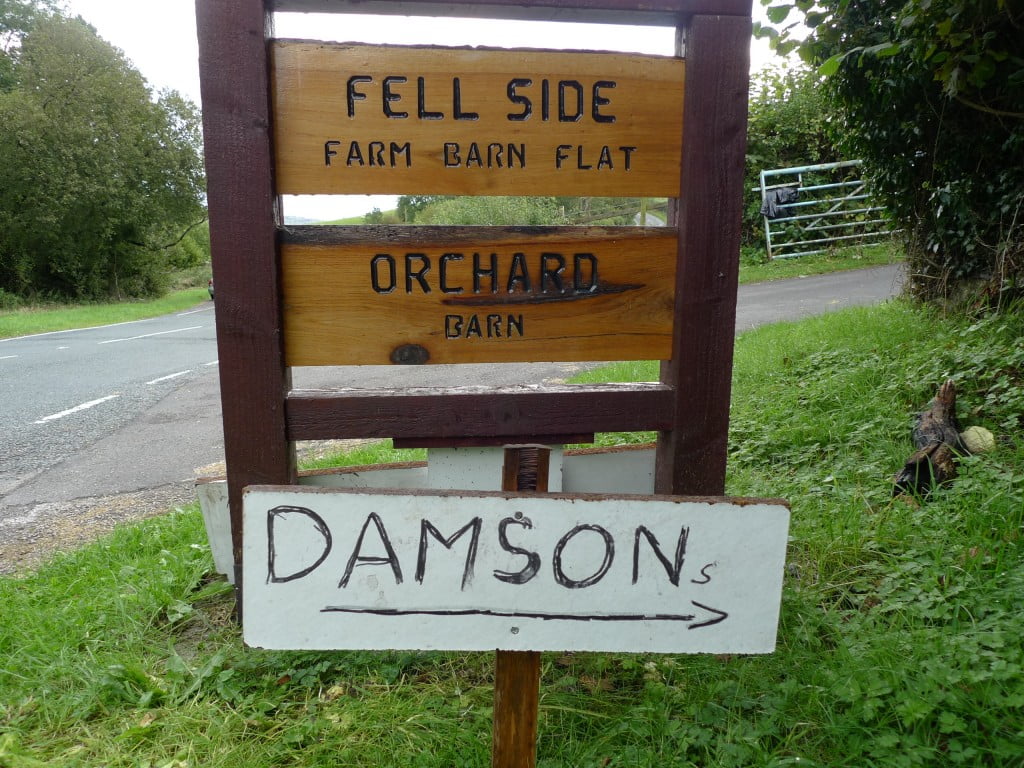 FELL SIDE
FARM BARN FLAT
ORCHARD
BARN
DAMSONs